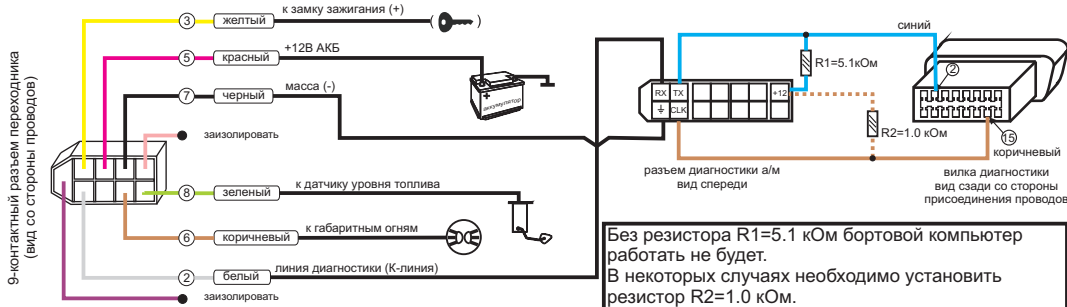 9-контактный разъем переходника
(вид со стороны проводов)
3
желтый
к замку зажигания (+)
5
красный
+12В АКБ
аккумулятор
7
черный
масса (-)
заизолировать
8
зеленый
к датчику уровня топлива
6
коричневый
к габаритным огням
2
белый
линия диагностики (К-линия)
заизолировать
синий
R1=5.1кОм
RX
TX
+12
CLK
R2=1.0 кОм
2
15
коричневый
разъем диагностики а/м
вид спереди
вилка диагностики
вид сзади со стороны
присоединения проводов
Без резистора R1=5.1 кОм бортовой компьютер
работать не будет.
В некоторых случаях необходимо установить
резистор R2=1.0 кОм.